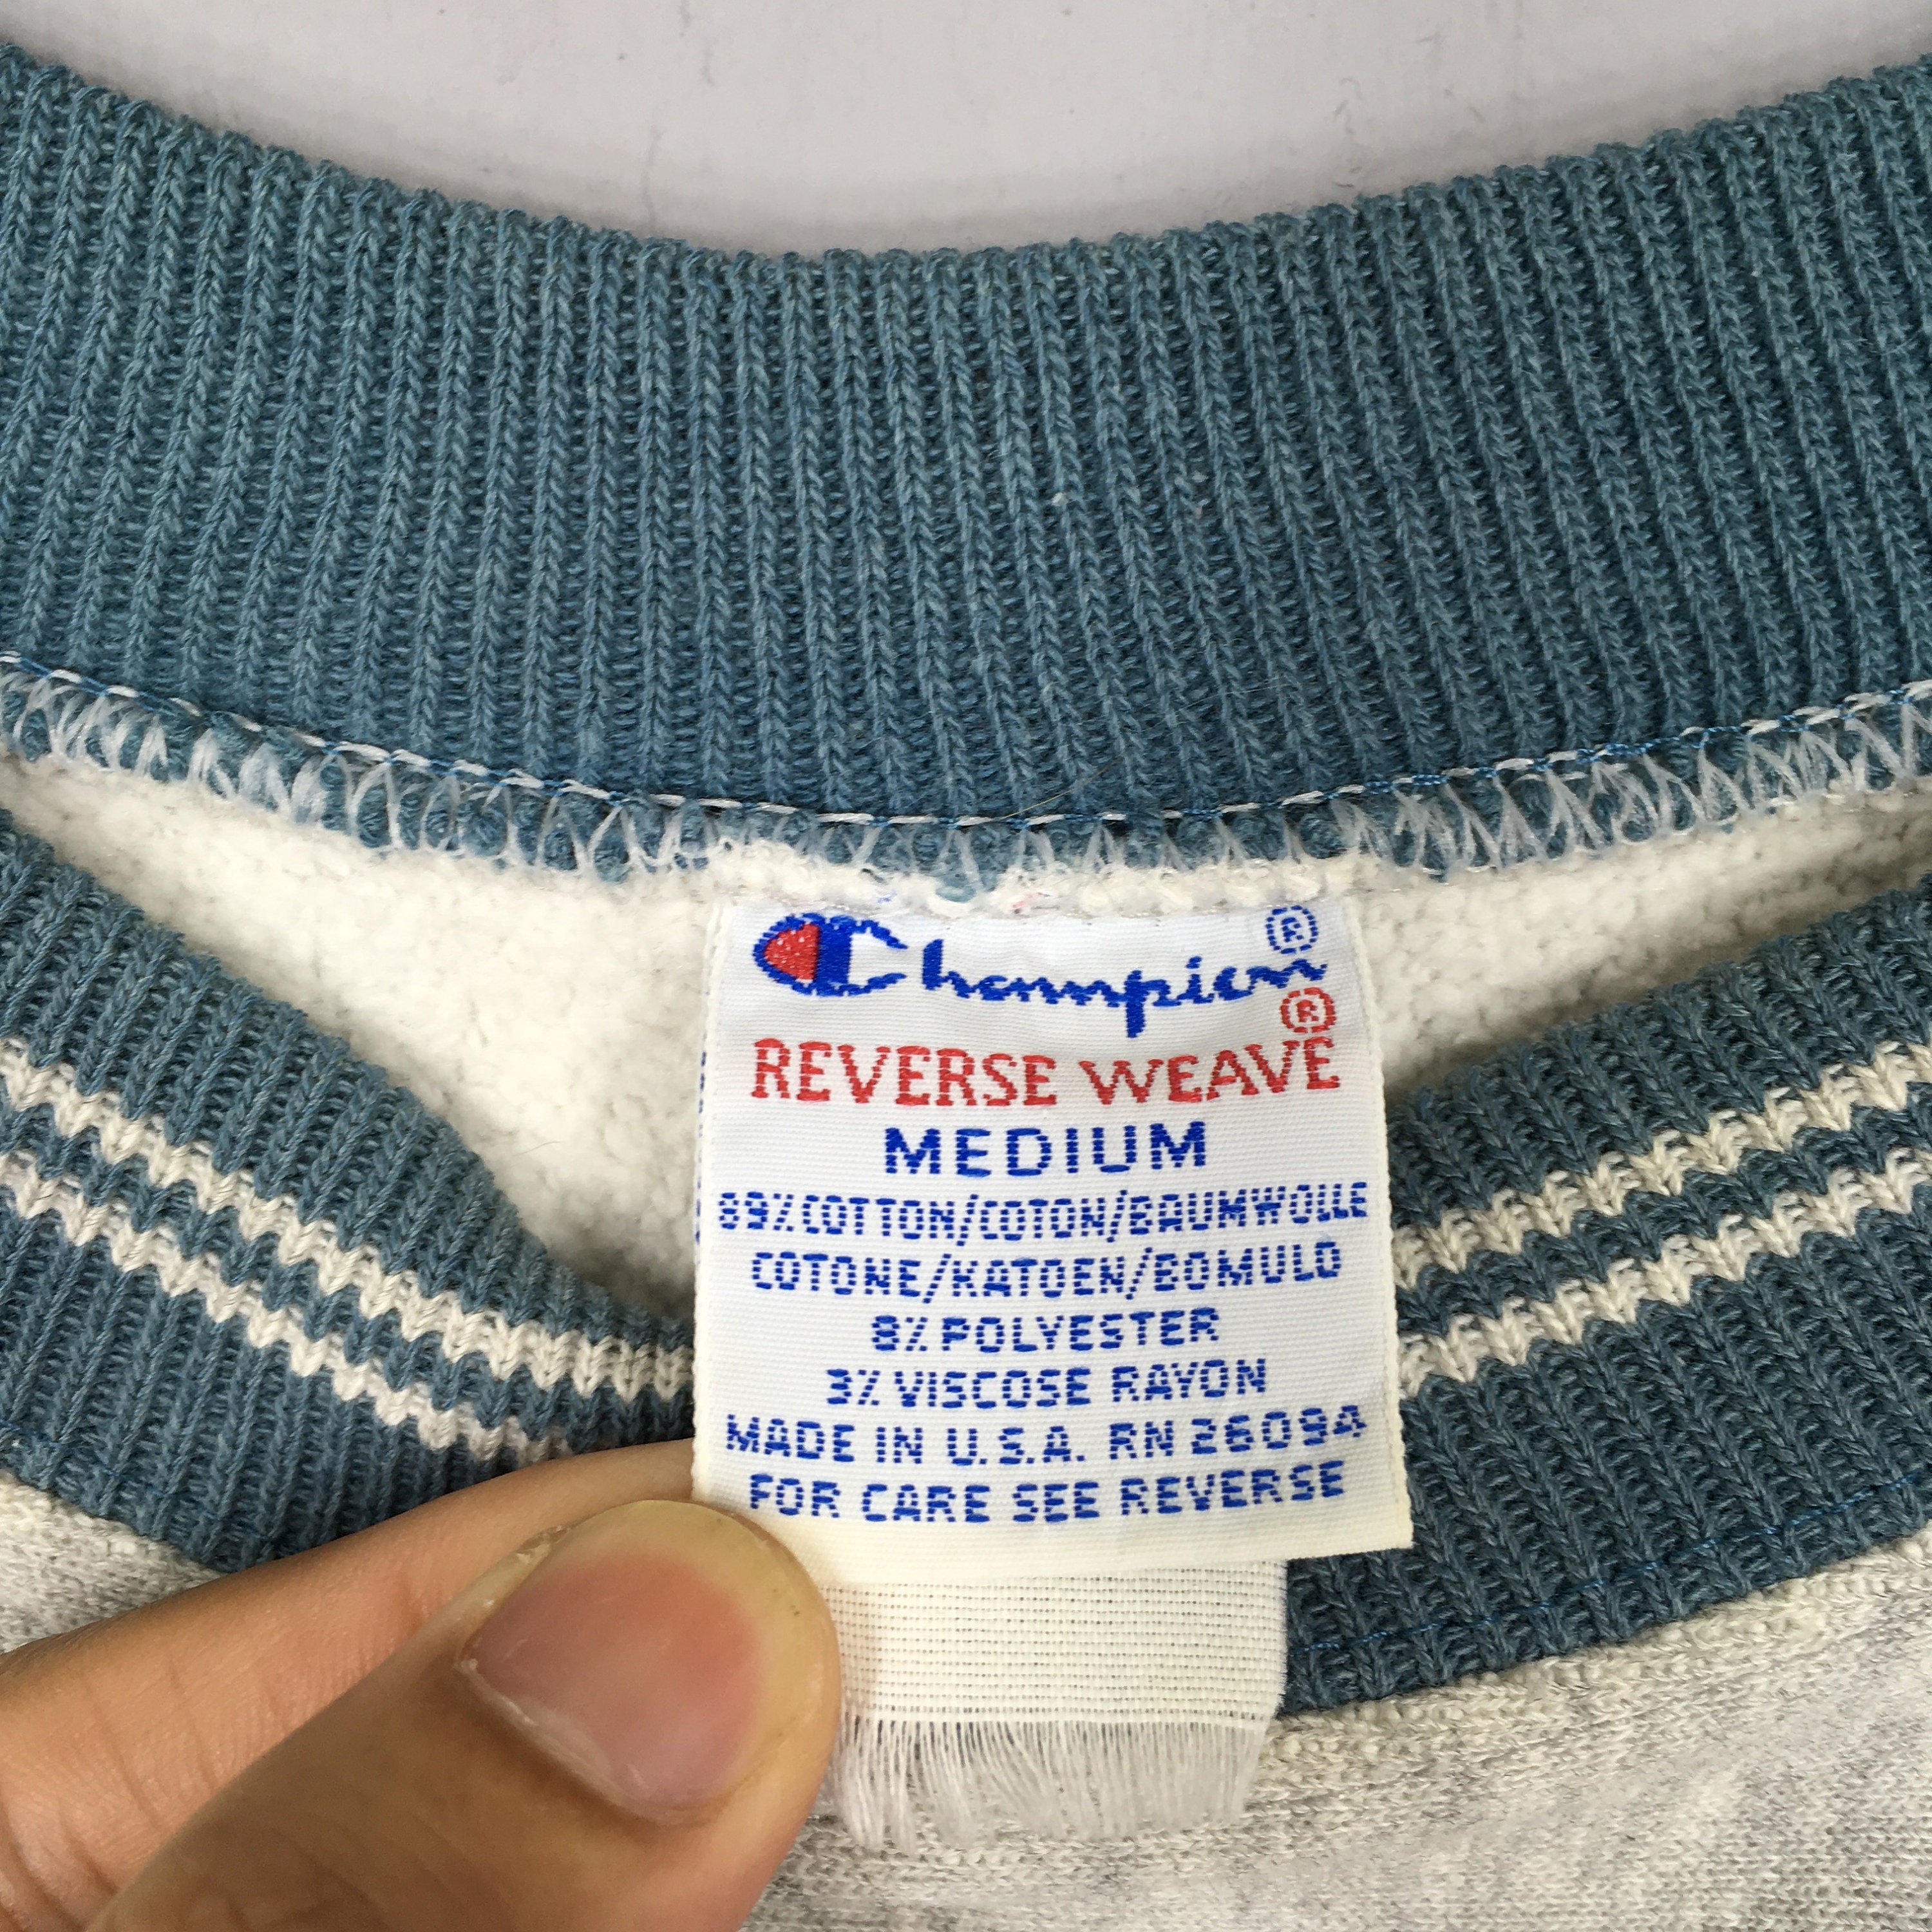 Champion®
REVERSE WEAVE®
MEDIUM
89% COTTON/COTON/BAUMWOLLE
COTONE/KATOEN/BOMULD
8% POLYESTER
3% VISCOSE RAYON
MADE IN U.S.A. RN 26094
FOR CARE SEE REVERSE